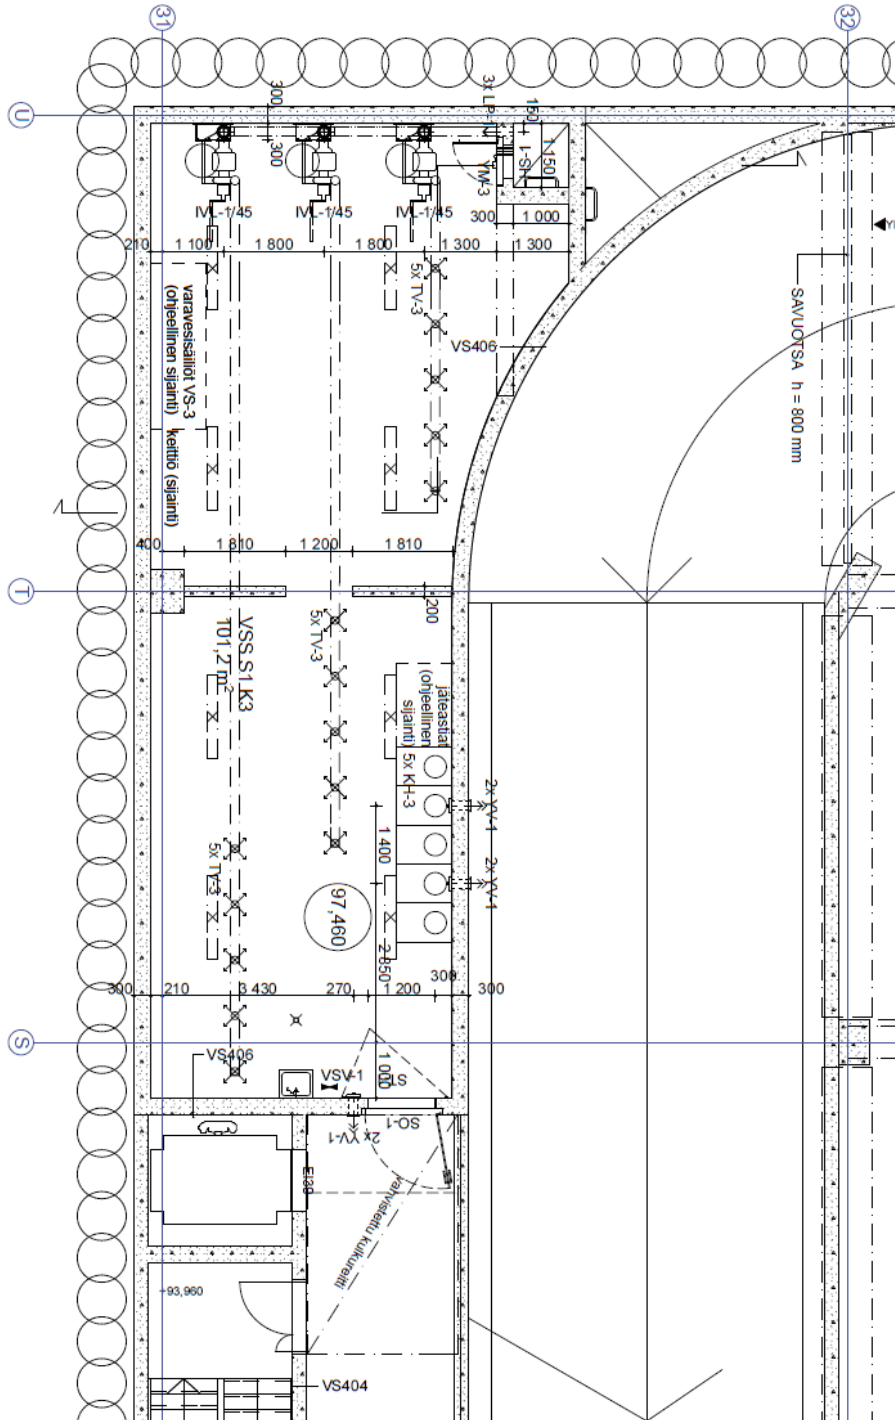 31
32
U
300
300
3x LP-1
150
1 150
HS-1
YM-3
IVL-1/45
IVL-1/45
IVL-1/45
300
1 000
210
1 100
1 800
1 800
1 300
1 300
varavesisäiliöt VS-3
(ohjeellinen sijainti)
keittiö (sijainti)
5x TV-3
VS406
SAVUOTSA h = 800 mm
400
1 810
1 200
1 810
T
200
VSS.S1.K3
101,2 m²
5x TV-3
jäteastiat
(ohjeellinen
sijainti)
5x KH-3
2x YV-1
1 400
2x YV-1
5x TV-3
97,460
2 850
300
300
210
3 430
270
1 200
300
S
VS406
VSV-1
1 000
ST-1
SO-1
2x YV-1
EI30
vahvistettu kulkureitti
+93,960
VS404